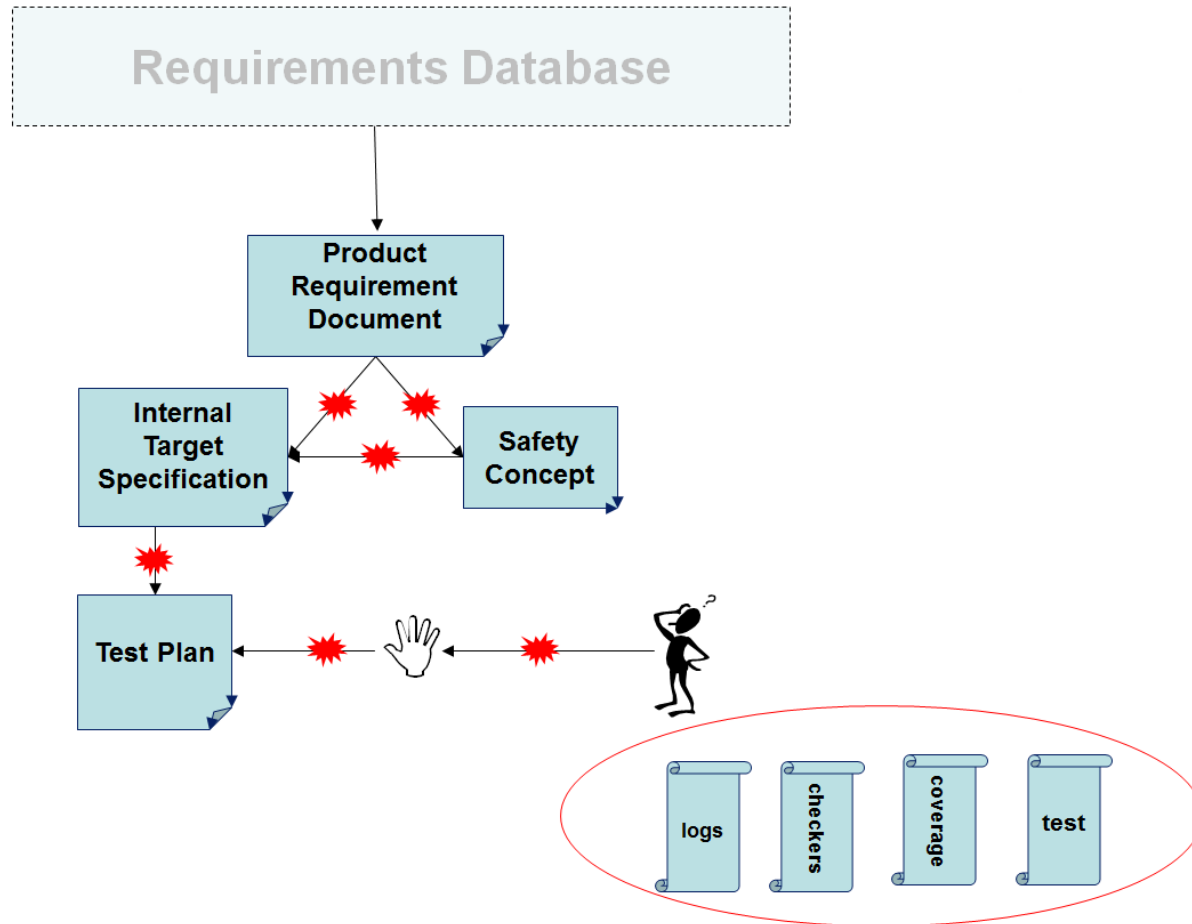 Requirements Database
Product
Requirement
Document
Internal
Target
Specification
Safety
Concept
Test Plan
?
logs
checkers
coverage
test